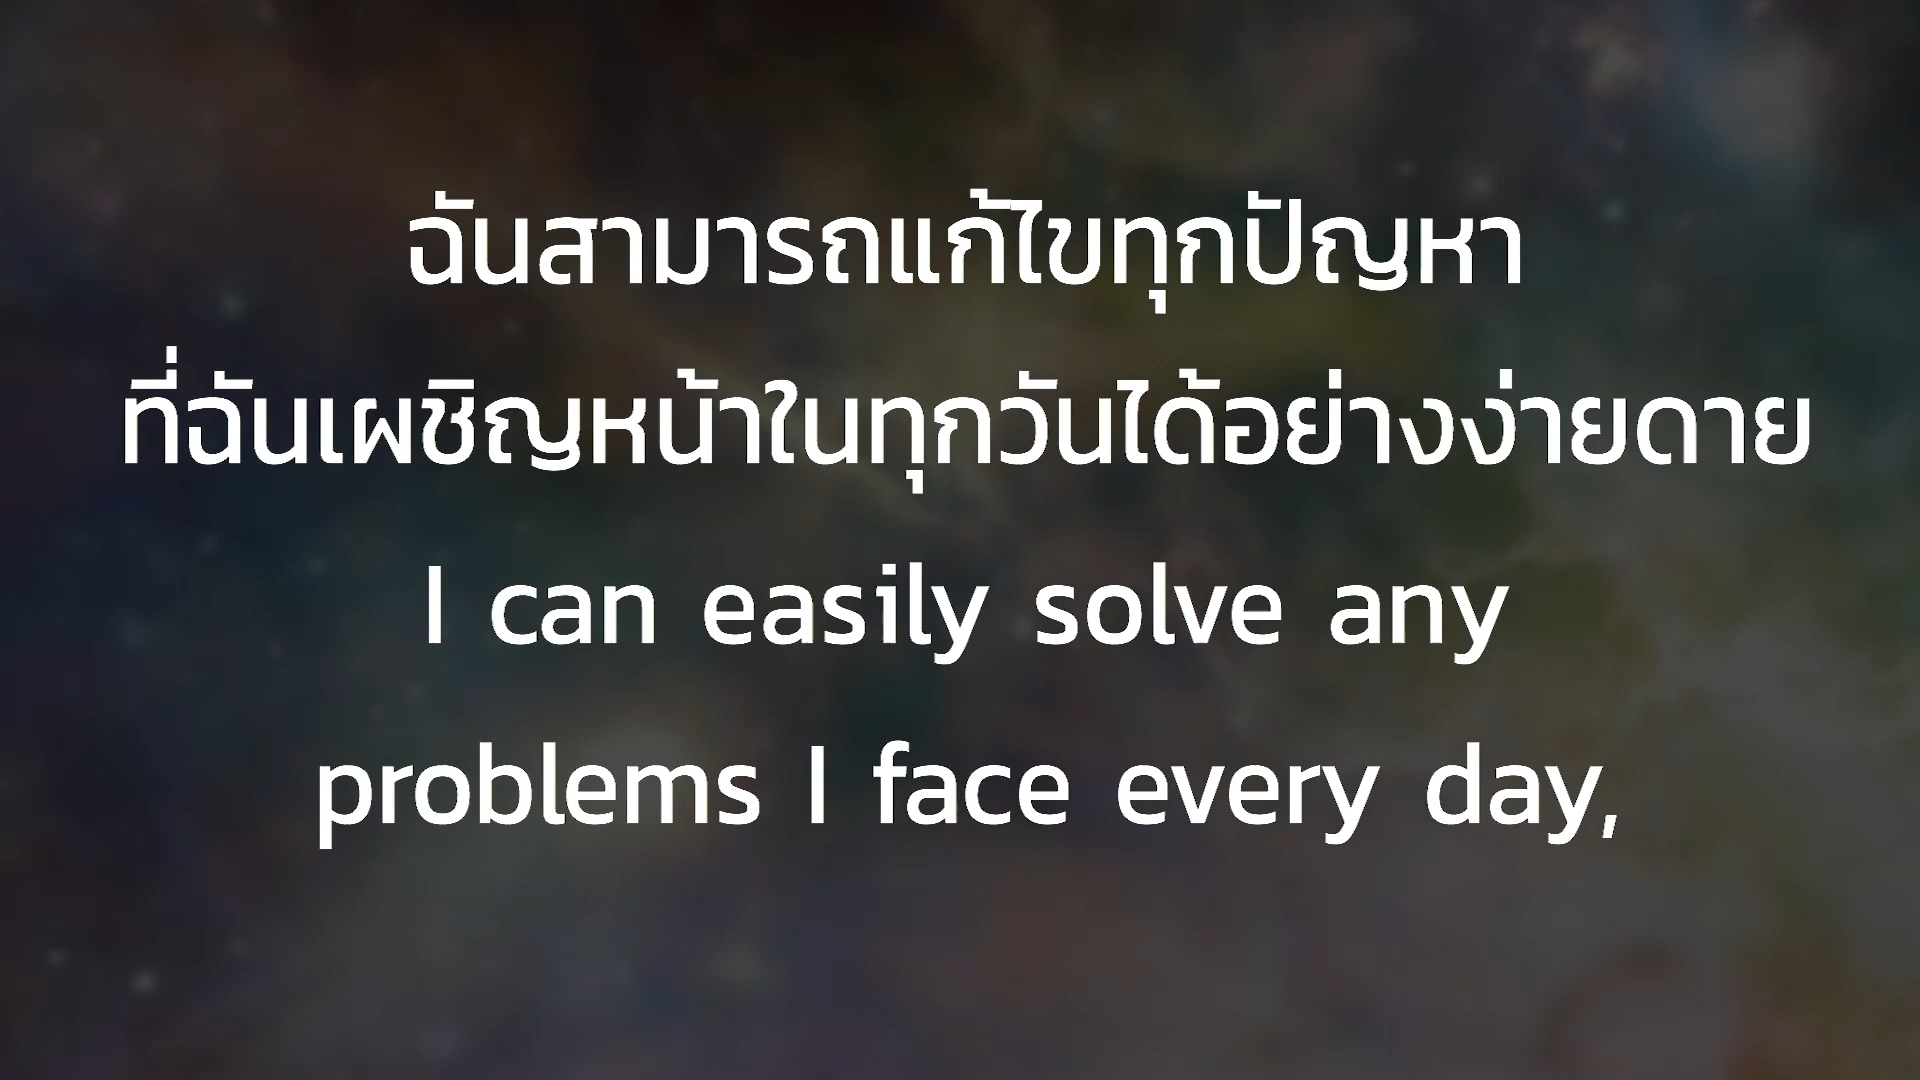 ฉันสามารถแก้ไขทุกปัญหา
ที่ฉันเผชิญหน้าในทุกวันได้อย่างง่ายดาย
I can easily solve any
problems I face every day,